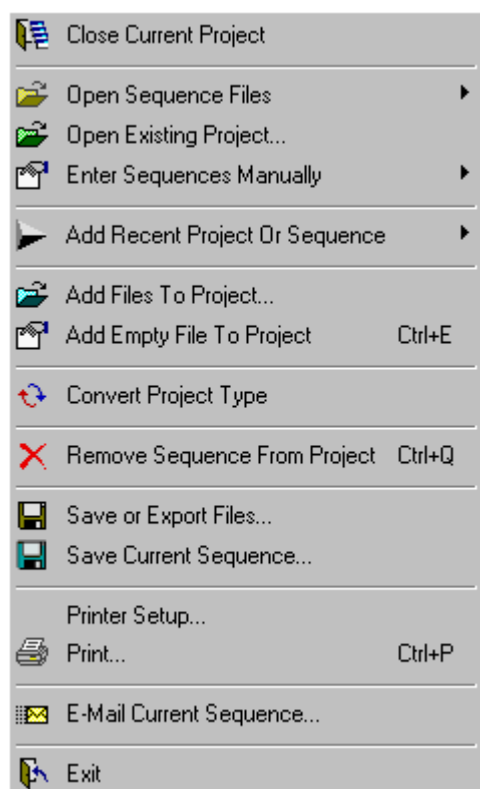 Close Current Project
Open Sequence Files
Open Existing Project...
Enter Sequences Manually
Add Recent Project Or Sequence
Add Files To Project...
Add Empty File To Project Ctrl+E
Convert Project Type
Remove Sequence From Project Ctrl+Q
Save or Export Files...
Save Current Sequence...
Printer Setup...
Print... Ctrl+P
E-Mail Current Sequence...
Exit